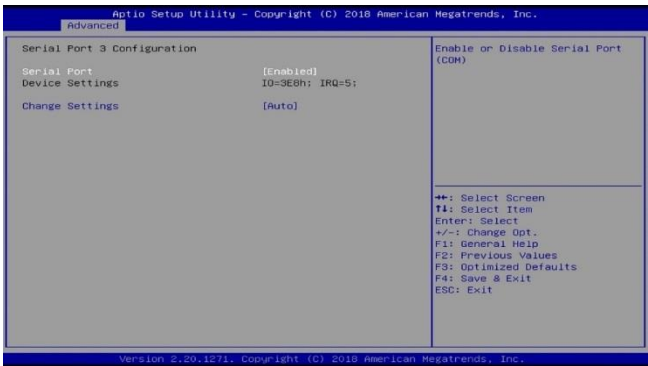 Aptio Setup Utility – Copyright (C) 2018 American Megatrends, Inc.
Advanced
Serial Port 3 Configuration
Serial Port [Enabled]
Device Settings IO=3E8h; IRQ=5;
Change Settings [Auto]
Enable or Disable Serial Port
(COM)
→←: Select Screen
↑↓: Select Item
Enter: Select
+/-: Change Opt.
F1: General Help
F2: Previous Values
F3: Optimized Defaults
F4: Save & Exit
ESC: Exit
Version 2.20.1271. Copyright (C) 2018 American Megatrends, Inc.